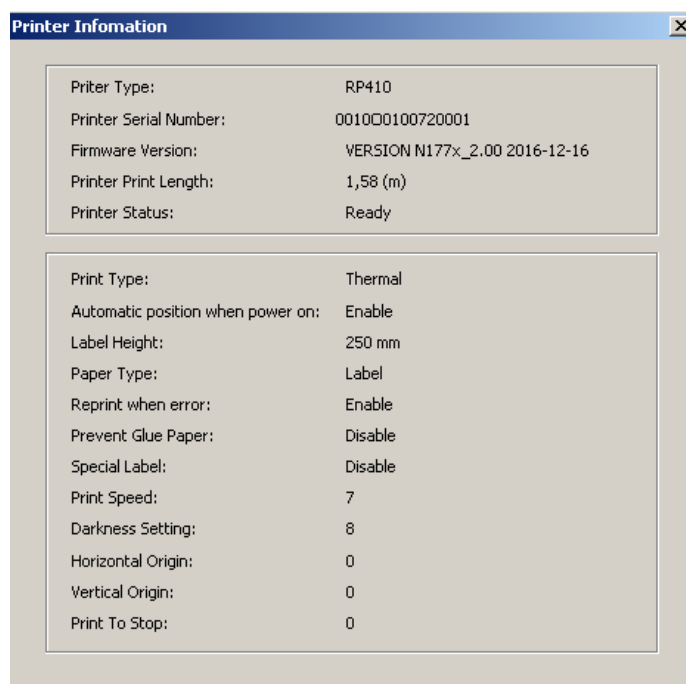 Printer Infomation
Priter Type: RP410
Printer Serial Number: 0010000100720001
Firmware Version: VERSION N177x_2.00 2016-12-16
Printer Print Length: 1,58 (m)
Printer Status: Ready
Print Type: Thermal
Automatic position when power on: Enable
Label Height: 250 mm
Paper Type: Label
Reprint when error: Enable
Prevent Glue Paper: Disable
Special Label: Disable
Print Speed: 7
Darkness Setting: 8
Horizontal Origin: 0
Vertical Origin: 0
Print To Stop: 0